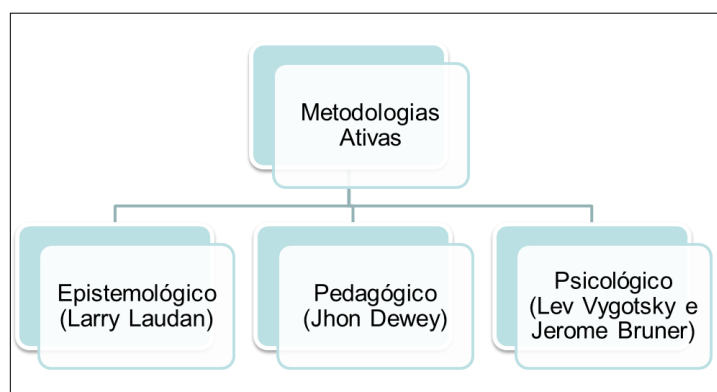 Metodologias
Ativas
Epistemológico
(Larry Laudan)
Pedagógico
(Jhon Dewey)
Psicológico
(Lev Vygotsky e
Jerome Bruner)